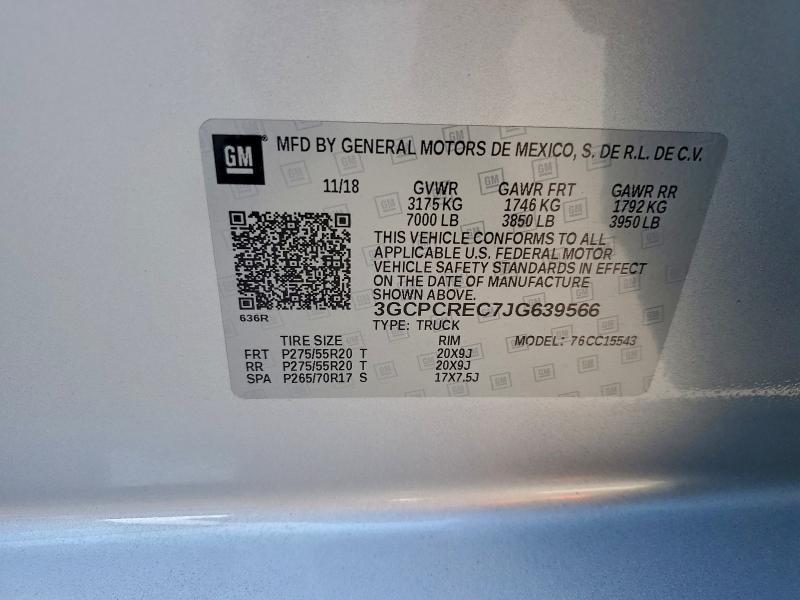 GM ® MFD BY GENERAL MOTORS DE MEXICO, S. DE R.L. DE C.V.
11/18 GVWR GAWR FRT GAWR RR
3175 KG 1746 KG 1792 KG
7000 LB 3850 LB 3950 LB
THIS VEHICLE CONFORMS TO ALL
APPLICABLE U.S. FEDERAL MOTOR
VEHICLE SAFETY STANDARDS IN EFFECT
ON THE DATE OF MANUFACTURE
SHOWN ABOVE.
3GCPCREC7JG639566
636R
TYPE: TRUCK
TIRE SIZE RIM MODEL: 76CC15543
FRT P275/55R20 T 20X9J
RR P275/55R20 T 20X9J
SPA P265/70R17 S 17X7.5J